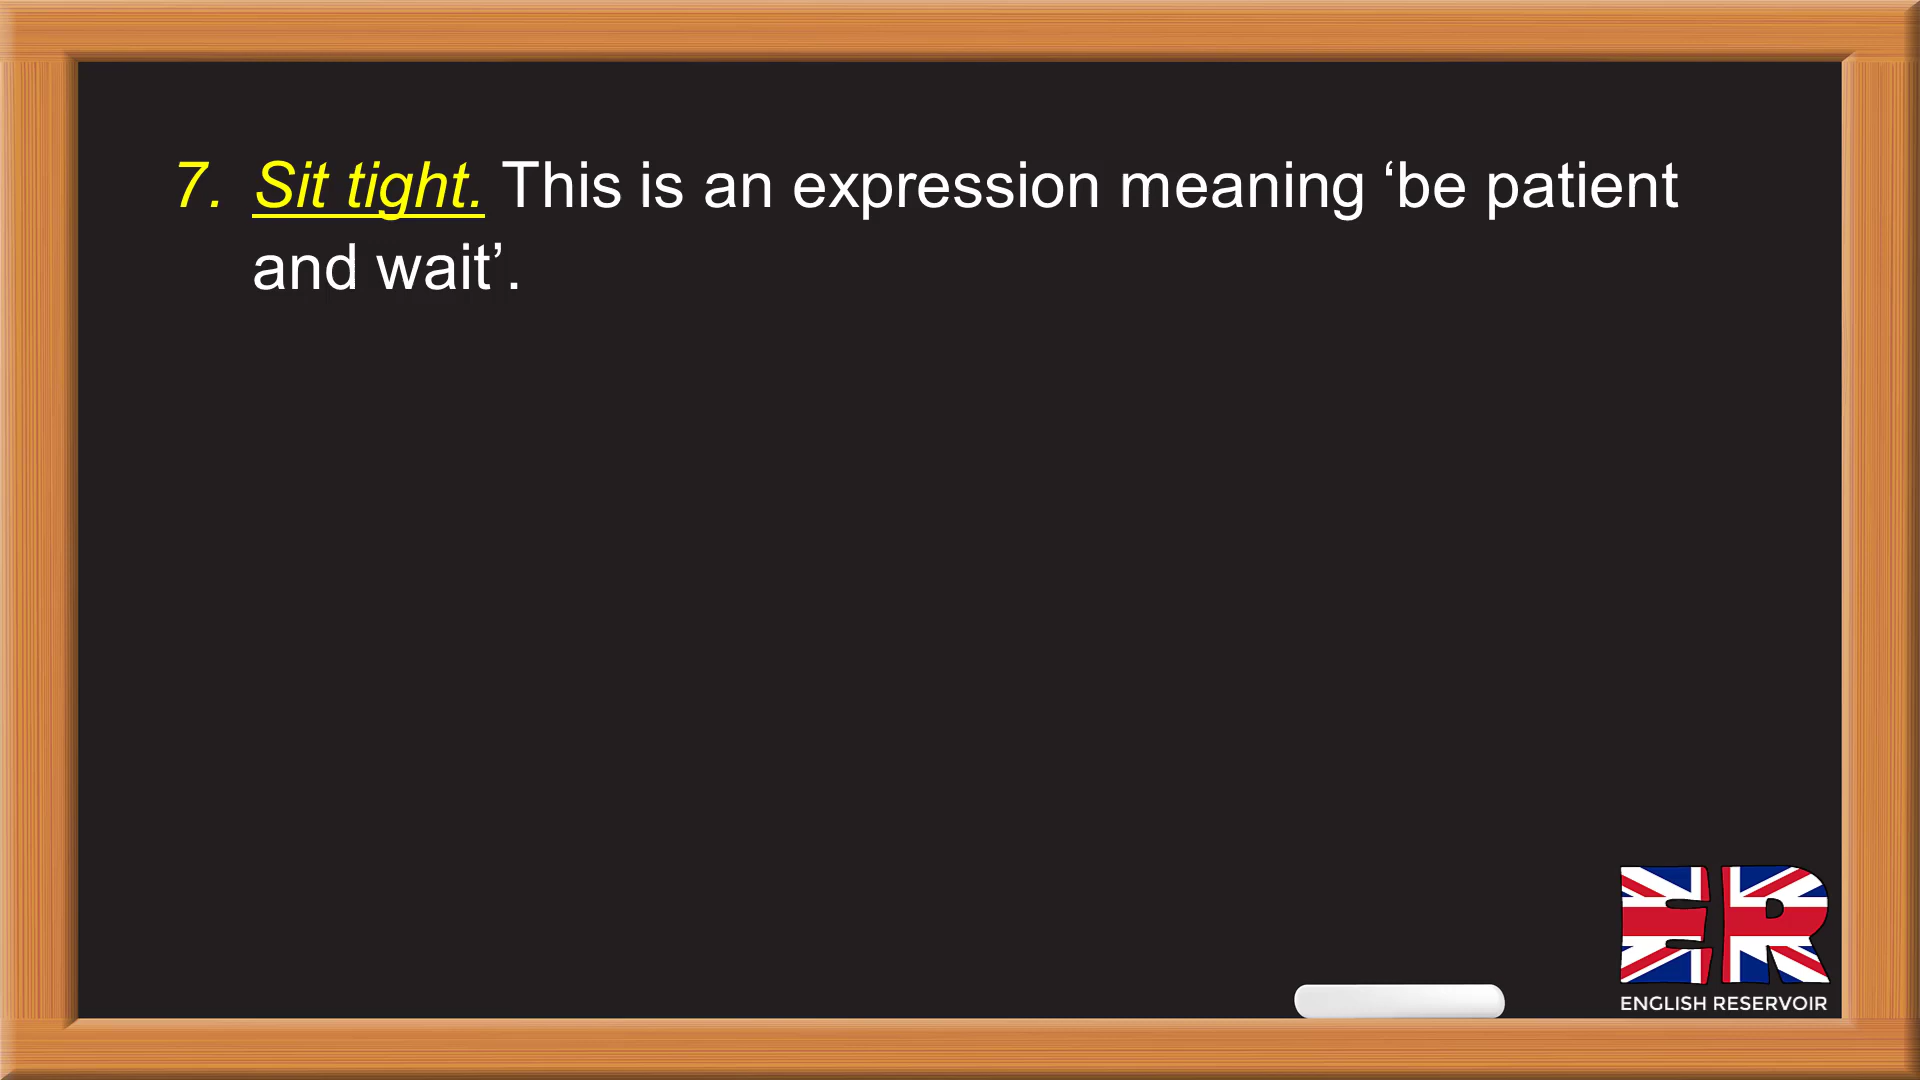 7. Sit tight. This is an expression meaning ‘be patient
and wait’.
ER
ENGLISH RESERVOIR